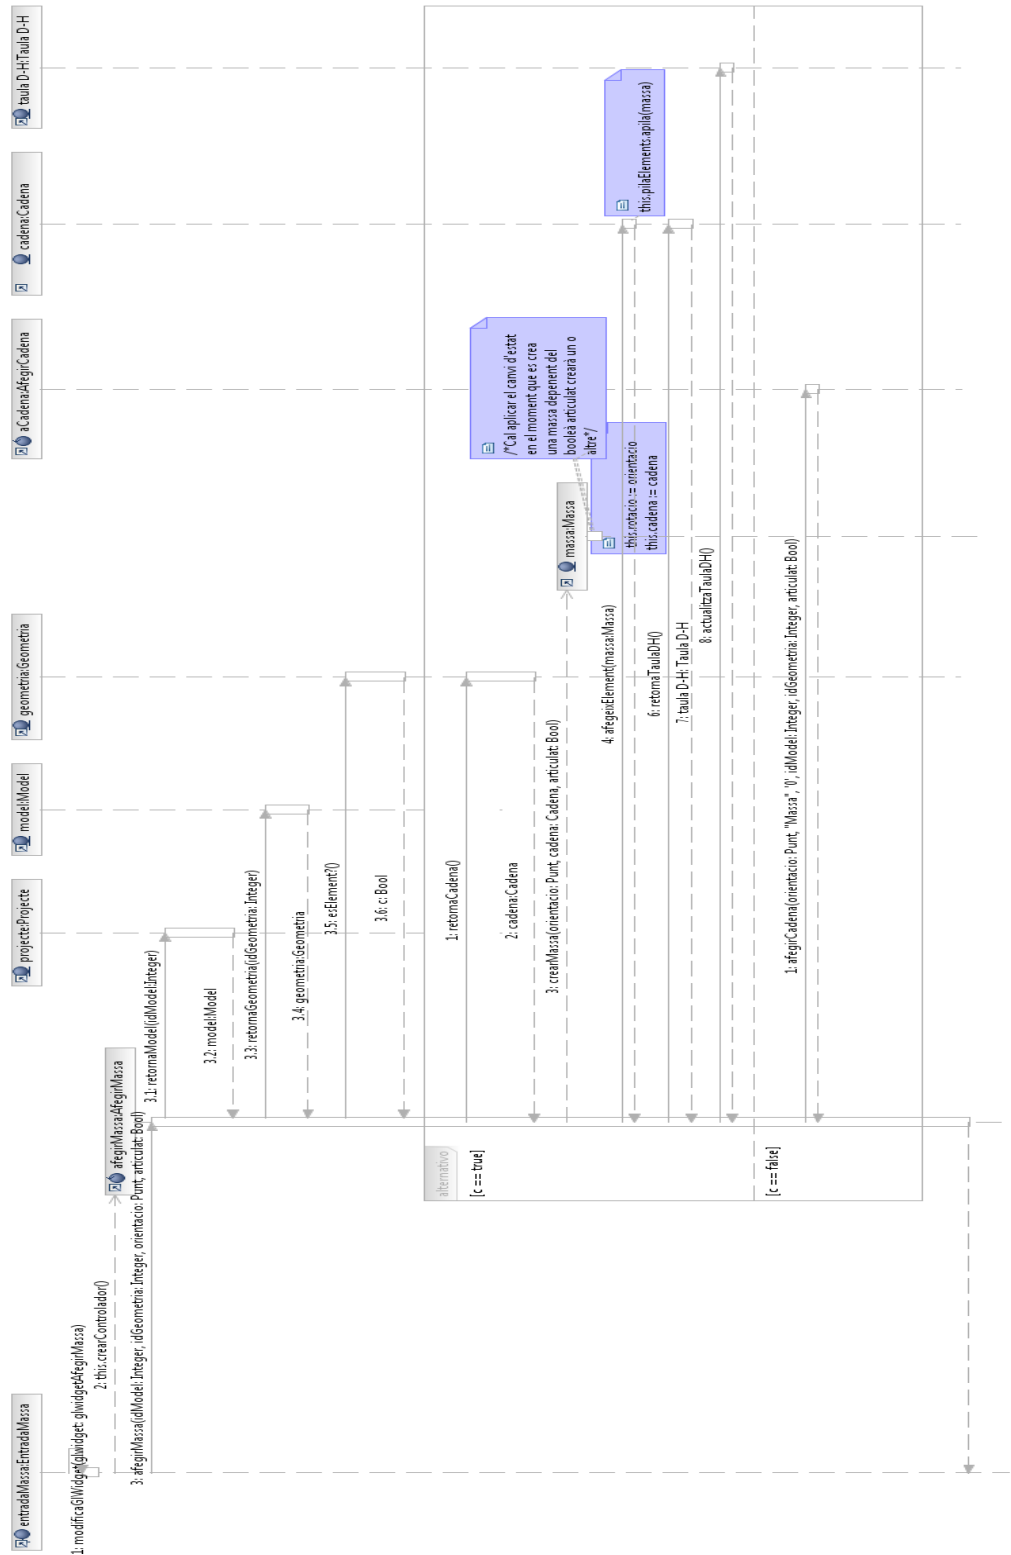 entradaMassa:EntradaMassa
afegirMassa:AfegirMassa
projecte:Projecte
model:Model
geometria:Geometria
massa:Massa
aCadena:AfegirCadena
cadena:Cadena
taula D-H:Taula D-H
1: modificaGlWidget(glwidget: glwidgetAfegirMassa)
2: this.crearControlador()
3: afegirMassa(idModel: Integer, idGeometria: Integer, orientacio: Punt, articulat: Bool)
3.1: retornaModel(idModel:Integer)
3.2: model:Model
3.3: retornaGeometria(idGeometria: Integer)
3.4: geometria:Geometria
3.5: esElement?()
3.6: c: Bool
alternativo
[c == true]
1: retornaCadena()
2: cadena:Cadena
3: crearMassa(orientacio: Punt, cadena: Cadena, articulat: Bool)
/*Cal aplicar el canvi d'estat
en el moment que es crea
una massa depenent del
booleà articulat crearà un o
altre*/
this.rotacio := orientacio
this.cadena := cadena
4: afegeixElement(massa:Massa)
this.pilaElements.apila(massa)
6: retornaTaulaDH()
7: taula D-H: Taula D-H
8: actualitzaTaulaDH()
[c == false]
1: afegirCadena(orientacio: Punt, "Massa", '0', idModel: Integer, idGeometria: Integer, articulat: Bool)